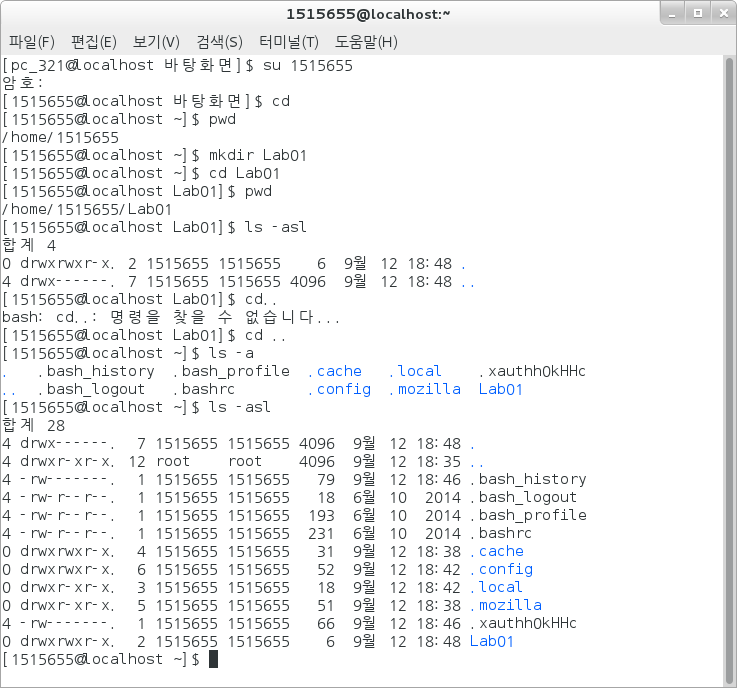 1515655@localhost:~
파일(F) 편집(E) 보기(V) 검색(S) 터미널(T) 도움말(H)
[pc_321@localhost 바탕화면]$ su 1515655
암호:
[1515655@localhost 바탕화면]$ cd
[1515655@localhost ~]$ pwd
/home/1515655
[1515655@localhost ~]$ mkdir Lab01
[1515655@localhost ~]$ cd Lab01
[1515655@localhost Lab01]$ pwd
/home/1515655/Lab01
[1515655@localhost Lab01]$ ls -asl
합계 4
0 drwxrwxr-x. 2 1515655 1515655    6  9월  12 18:48 .
4 drwx------. 7 1515655 1515655 4096  9월  12 18:48 ..
[1515655@localhost Lab01]$ cd..
bash: cd..: 명령을 찾을 수 없습니다...
[1515655@localhost Lab01]$ cd ..
[1515655@localhost ~]$ ls -a
.   .bash_history  .bash_profile  .cache   .local    .xauthhOkHHc
..  .bash_logout   .bashrc        .config  .mozilla  Lab01
[1515655@localhost ~]$ ls -asl
합계 28
4 drwx------.  7 1515655 1515655 4096  9월  12 18:48 .
4 drwxr-xr-x. 12 root    root    4096  9월  12 18:35 ..
4 -rw-------.  1 1515655 1515655   79  9월  12 18:46 .bash_history
4 -rw-r--r--.  1 1515655 1515655   18  6월  10  2014 .bash_logout
4 -rw-r--r--.  1 1515655 1515655  193  6월  10  2014 .bash_profile
4 -rw-r--r--.  1 1515655 1515655  231  6월  10  2014 .bashrc
0 drwxrwxr-x.  4 1515655 1515655   31  9월  12 18:38 .cache
0 drwxrwxr-x.  6 1515655 1515655   52  9월  12 18:42 .config
0 drwxr-xr-x.  3 1515655 1515655   18  9월  12 18:42 .local
0 drwxr-xr-x.  5 1515655 1515655   51  9월  12 18:38 .mozilla
4 -rw-------.  1 1515655 1515655   66  9월  12 18:46 .xauthhOkHHc
0 drwxrwxr-x.  2 1515655 1515655    6  9월  12 18:48 Lab01
[1515655@localhost ~]$